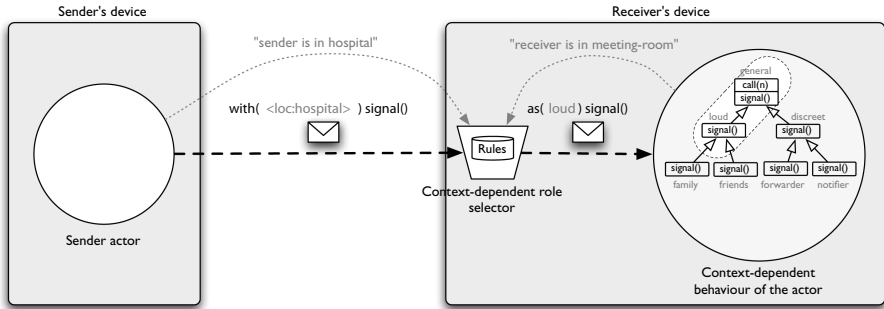 Sender's device
Receiver's device
"sender is in hospital"
"receiver is in meeting-room"
general
call(n)
signal()
with( <loc:hospital> ) signal()
as( loud ) signal()
loud
discreet
signal()
signal()
Rules
signal()
signal()
signal()
signal()
family
friends
forwarder
notifier
Context-dependent role
selector
Sender actor
Context-dependent
behaviour of the actor